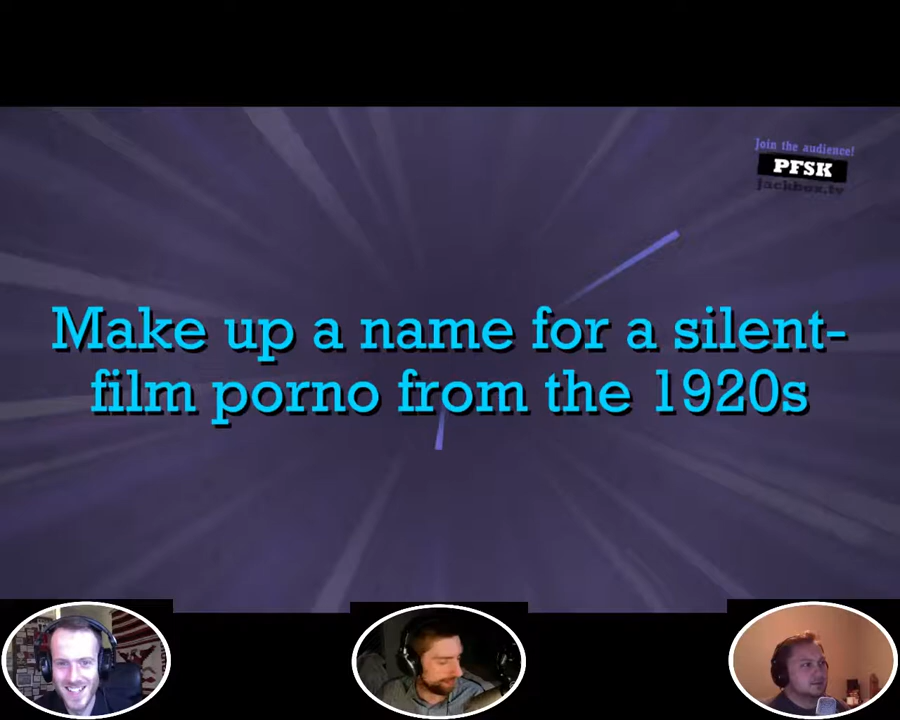 Join the audience!
PFSK
jackbox.tv
Make up a name for a silent-
film porno from the 1920s